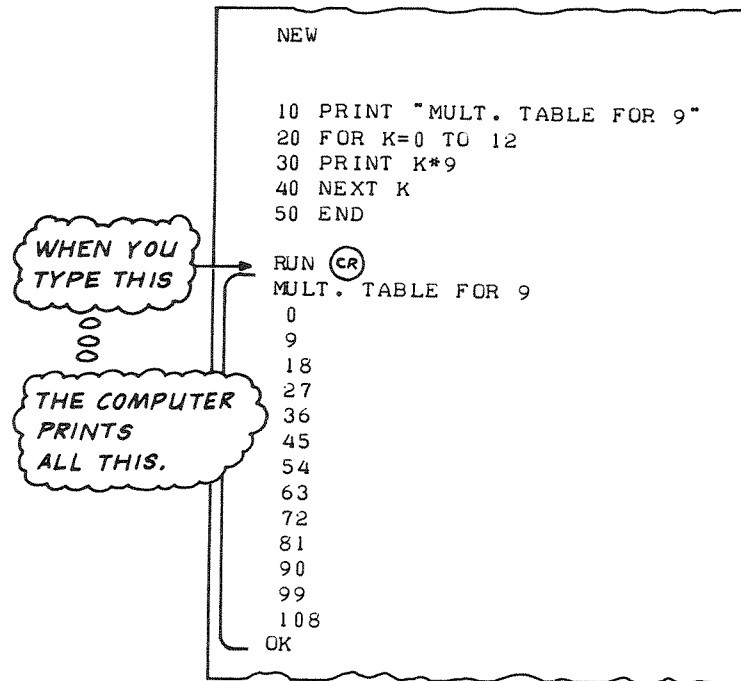 NEW
10 PRINT "MULT. TABLE FOR 9"
20 FOR K=0 TO 12
30 PRINT K*9
40 NEXT K
50 END
WHEN YOU
TYPE THIS
RUN CR
MULT. TABLE FOR 9
0
9
18
27
36
45
54
63
72
81
90
99
108
OK
THE COMPUTER
PRINTS
ALL THIS.